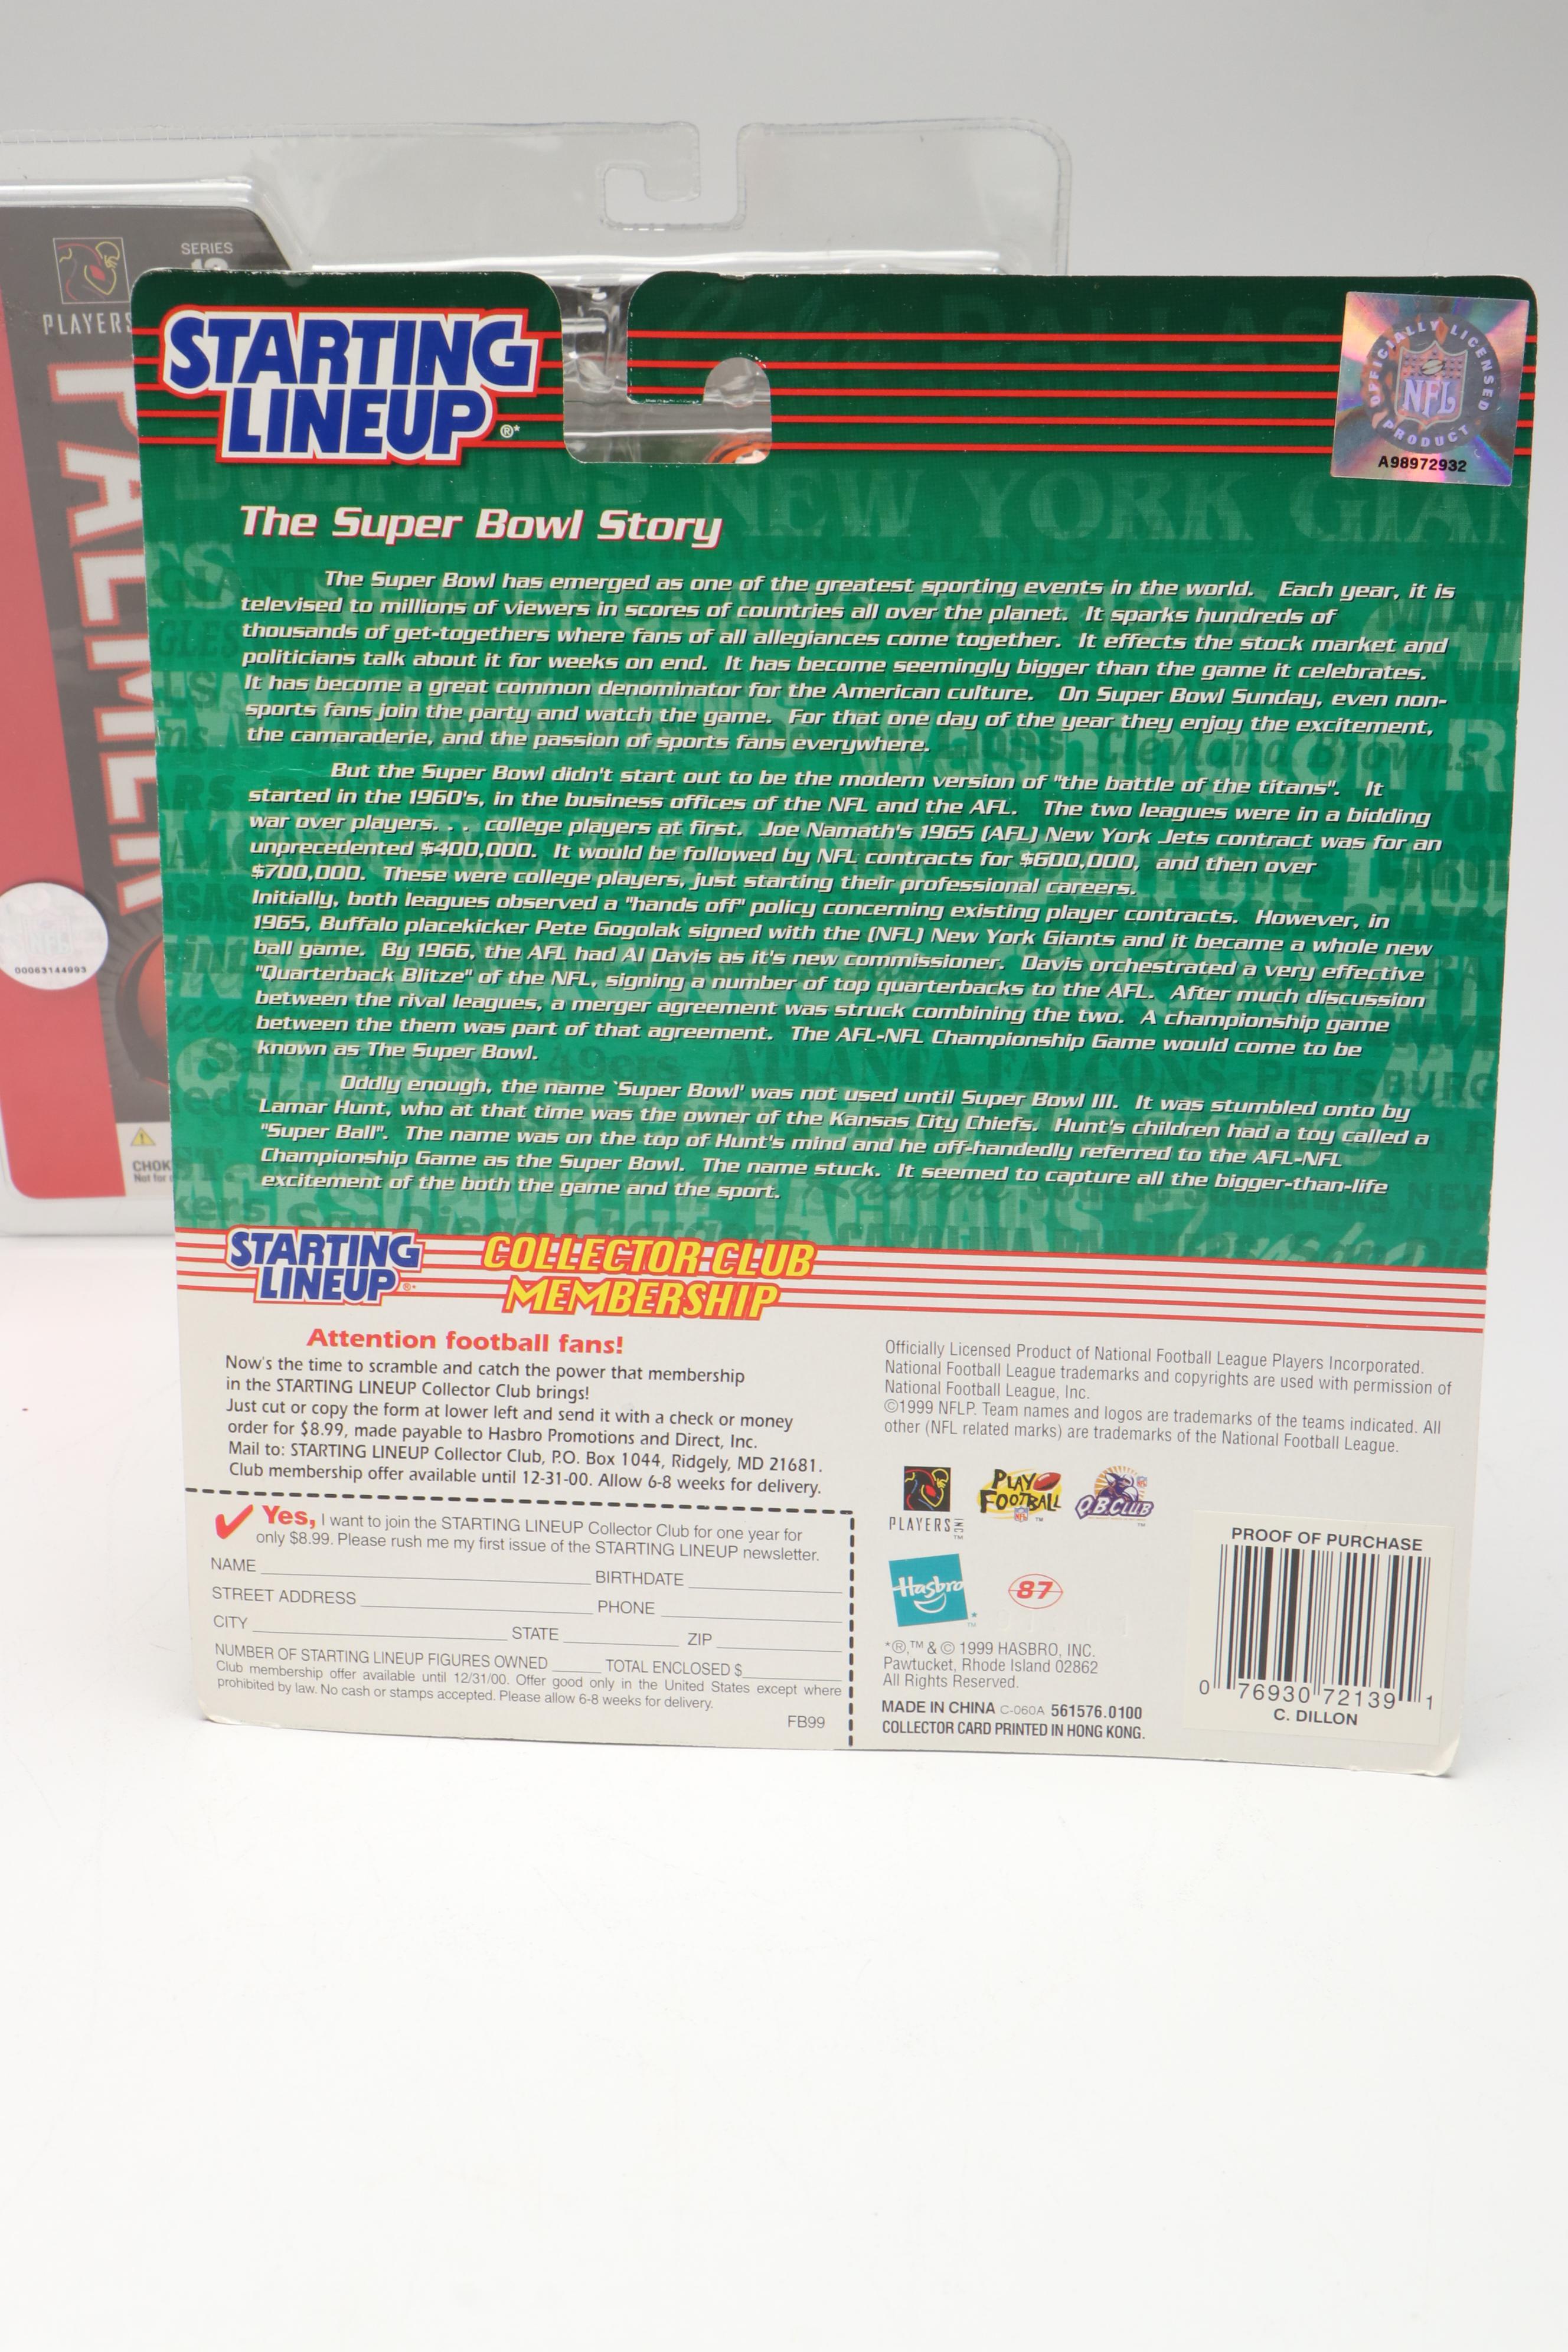 SERIES
PLAYERS
PALMER
00063144993
CHOK
Not for
STARTING
LINEUP ®*
OFFICIALLY LICENSED
NFL
PRODUCT
A98972932
The Super Bowl Story
The Super Bowl has emerged as one of the greatest sporting events in the world. Each year, it is
televised to millions of viewers in scores of countries all over the planet. It sparks hundreds of
thousands of get-togethers where fans of all allegiances come together. It effects the stock market and
politicians talk about it for weeks on end. It has become seemingly bigger than the game it celebrates.
It has become a great common denominator for the American culture. On Super Bowl Sunday, even non-
sports fans join the party and watch the game. For that one day of the year they enjoy the excitement,
the camaraderie, and the passion of sports fans everywhere.
But the Super Bowl didn't start out to be the modern version of "the battle of the titans". It
started in the 1960's, in the business offices of the NFL and the AFL. The two leagues were in a bidding
war over players. . . college players at first. Joe Namath's 1965 (AFL) New York Jets contract was for an
unprecedented $400,000. It would be followed by NFL contracts for $600,000, and then over
$700,000. These were college players, just starting their professional careers.
Initially, both leagues observed a "hands off" policy concerning existing player contracts. However, in
1965, Buffalo placekicker Pete Gogolak signed with the (NFL) New York Giants and it became a whole new
ball game. By 1966, the AFL had Al Davis as it's new commissioner. Davis orchestrated a very effective
"Quarterback Blitze" of the NFL, signing a number of top quarterbacks to the AFL. After much discussion
between the rival leagues, a merger agreement was struck combining the two. A championship game
between the them was part of that agreement. The AFL-NFL Championship Game would come to be
known as The Super Bowl.
Oddly enough, the name 'Super Bowl' was not used until Super Bowl III. It was stumbled onto by
Lamar Hunt, who at that time was the owner of the Kansas City Chiefs. Hunt's children had a toy called a
"Super Ball". The name was on the top of Hunt's mind and he off-handedly referred to the AFL-NFL
Championship Game as the Super Bowl. The name stuck. It seemed to capture all the bigger-than-life
excitement of the both the game and the sport.
STARTING
LINEUP ®*
COLLECTOR CLUB
MEMBERSHIP
Attention football fans!
Now's the time to scramble and catch the power that membership
in the STARTING LINEUP Collector Club brings!
Just cut or copy the form at lower left and send it with a check or money
order for $8.99, made payable to Hasbro Promotions and Direct, Inc.
Mail to: STARTING LINEUP Collector Club, P.O. Box 1044, Ridgely, MD 21681.
Club membership offer available until 12-31-00. Allow 6-8 weeks for delivery.
Yes, I want to join the STARTING LINEUP Collector Club for one year for
only $8.99. Please rush me my first issue of the STARTING LINEUP newsletter.
NAME BIRTHDATE
STREET ADDRESS PHONE
CITY STATE ZIP
NUMBER OF STARTING LINEUP FIGURES OWNED TOTAL ENCLOSED $
Club membership offer available until 12/31/00. Offer good only in the United States except where
prohibited by law. No cash or stamps accepted. Please allow 6-8 weeks for delivery.
FB99
Officially Licensed Product of National Football League Players Incorporated.
National Football League trademarks and copyrights are used with permission of
National Football League, Inc.
©1999 NFLP. Team names and logos are trademarks of the teams indicated. All
other (NFL related marks) are trademarks of the National Football League.
PLAYERS INC ™
PLAY
FOOTBALL ™
QB CLUB ™
Hasbro *™
87
*®,™ & © 1999 HASBRO, INC.
Pawtucket, Rhode Island 02862
All Rights Reserved.
MADE IN CHINA C-060A 561576.0100
COLLECTOR CARD PRINTED IN HONG KONG.
PROOF OF PURCHASE
0 76930 72139 1
C. DILLON